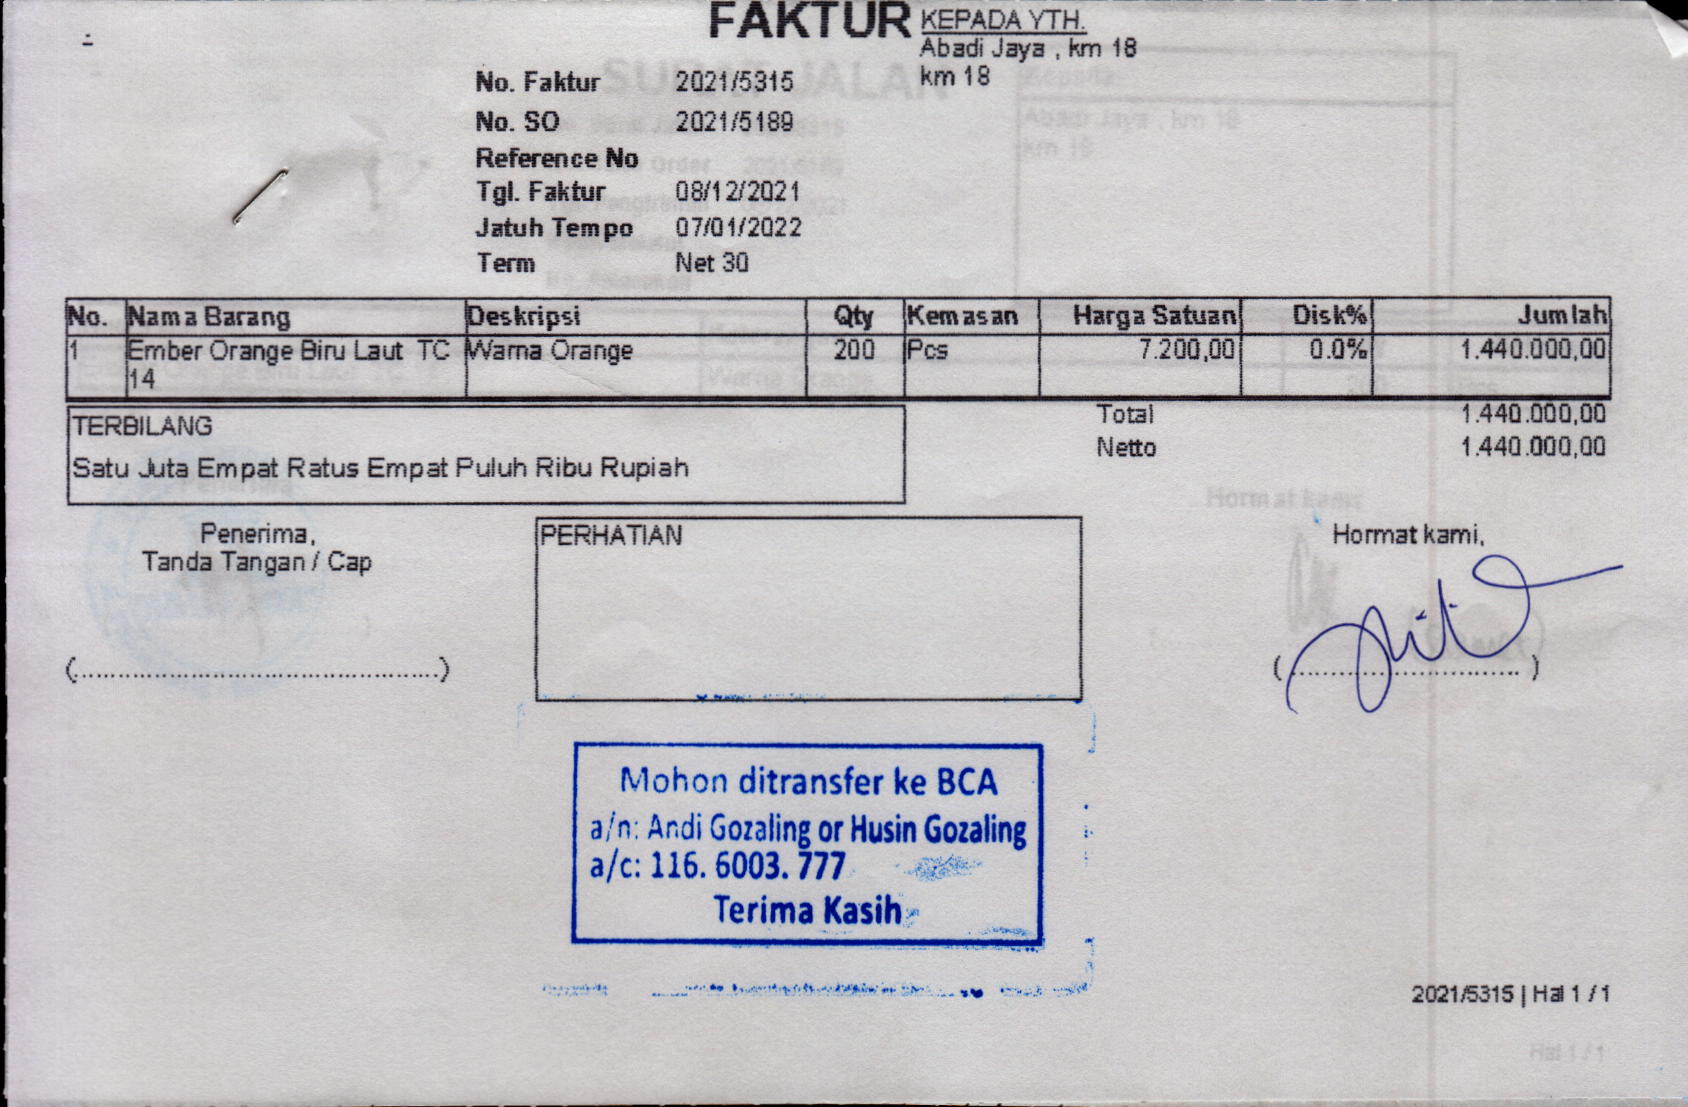 FAKTUR
KEPADA YTH.
Abadi Jaya , km 18
km 18
No. Faktur 2021/5315
No. SO 2021/5189
Reference No
Tgl. Faktur 08/12/2021
Jatuh Tempo 07/01/2022
Term Net 30
No. Nama Barang Deskripsi Qty Kemasan Harga Satuan Disk% Jumlah
1 Ember Orange Biru Laut TC Warna Orange 200 Pcs 7.200,00 0.0% 1.440.000,00
14
Total 1.440.000,00
Netto 1.440.000,00
TERBILANG
Satu Juta Empat Ratus Empat Puluh Ribu Rupiah
Penerima,
Tanda Tangan / Cap
(..........................................)
PERHATIAN
Hormat kami,
(..............................)
Mohon ditransfer ke BCA
a/n: Andi Gozaling or Husin Gozaling
a/c: 116. 6003. 777
Terima Kasih
2021/5315 | Hal 1 / 1